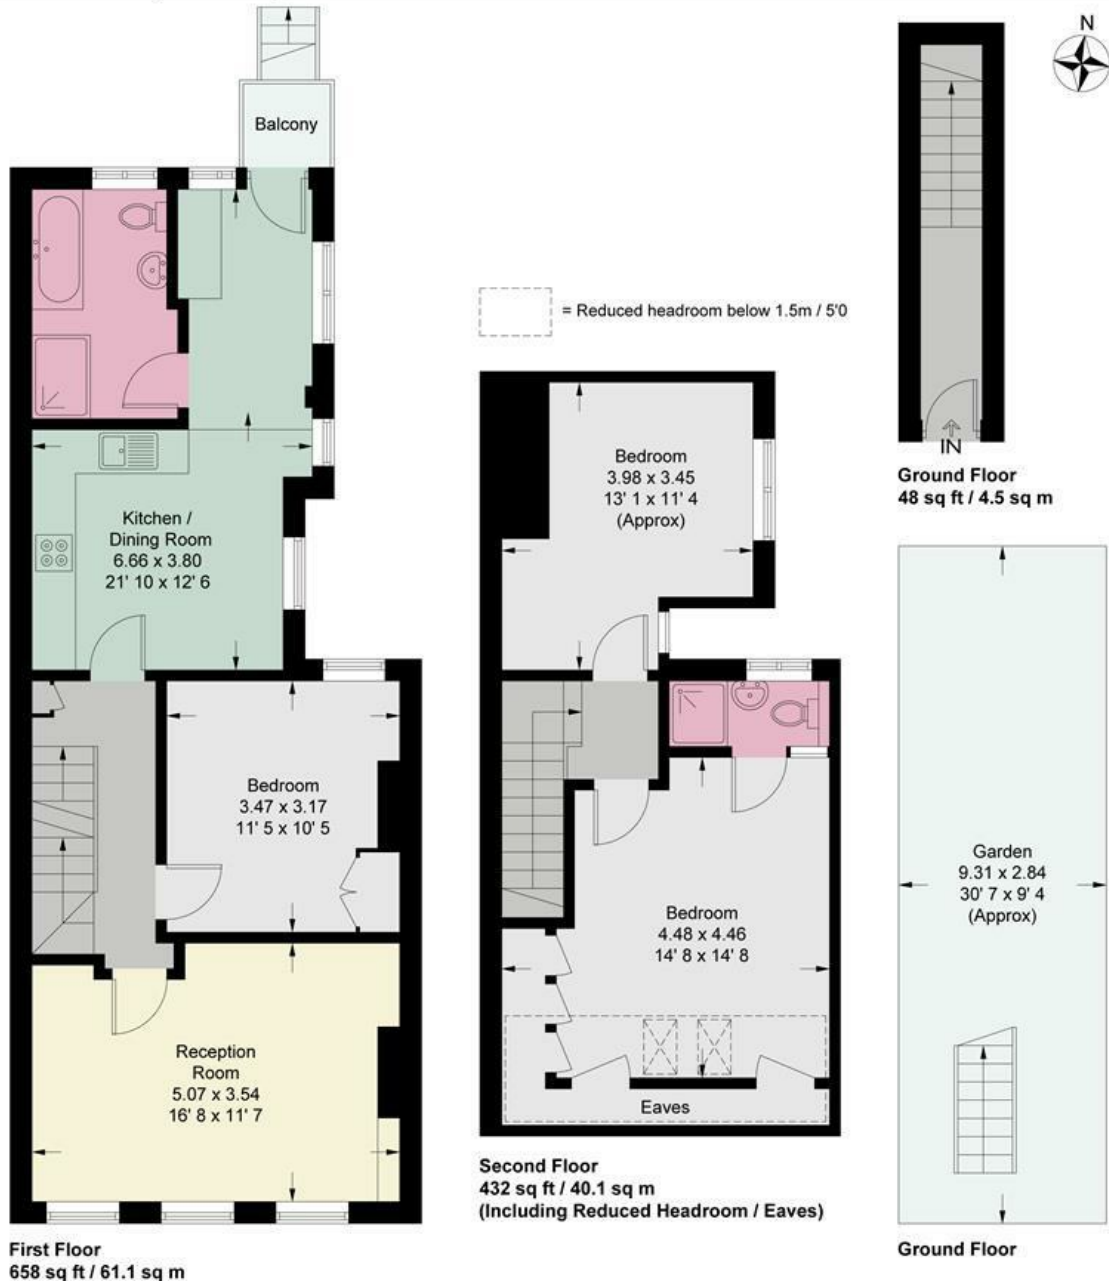 N
Balcony
= Reduced headroom below 1.5m / 5'0
IN
Ground Floor
48 sq ft / 4.5 sq m
Kitchen /
Dining Room
6.66 x 3.80
21' 10 x 12' 6
Bedroom
3.47 x 3.17
11' 5 x 10' 5
Reception
Room
5.07 x 3.54
16' 8 x 11' 7
First Floor
658 sq ft / 61.1 sq m
Bedroom
3.98 x 3.45
13' 1 x 11' 4
(Approx)
Bedroom
4.48 x 4.46
14' 8 x 14' 8
Eaves
Second Floor
432 sq ft / 40.1 sq m
(Including Reduced Headroom / Eaves)
Garden
9.31 x 2.84
30' 7 x 9' 4
(Approx)
Ground Floor